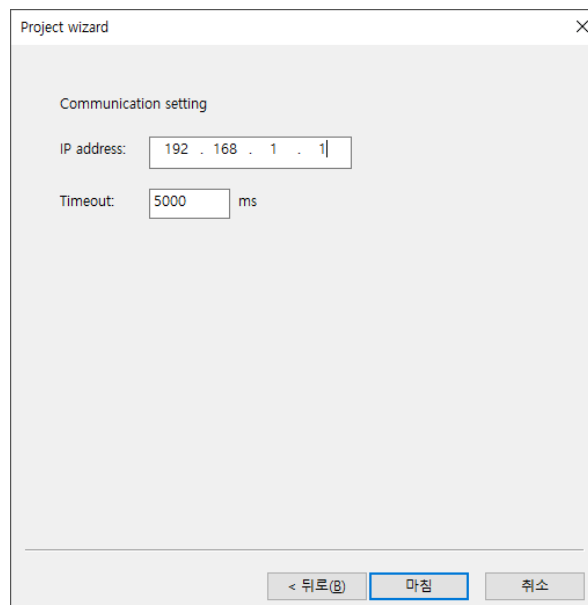 Project wizard
Communication setting
IP address: 192 . 168 . 1 . 1
Timeout: 5000 ms
< 뒤로(B) 마침 취소